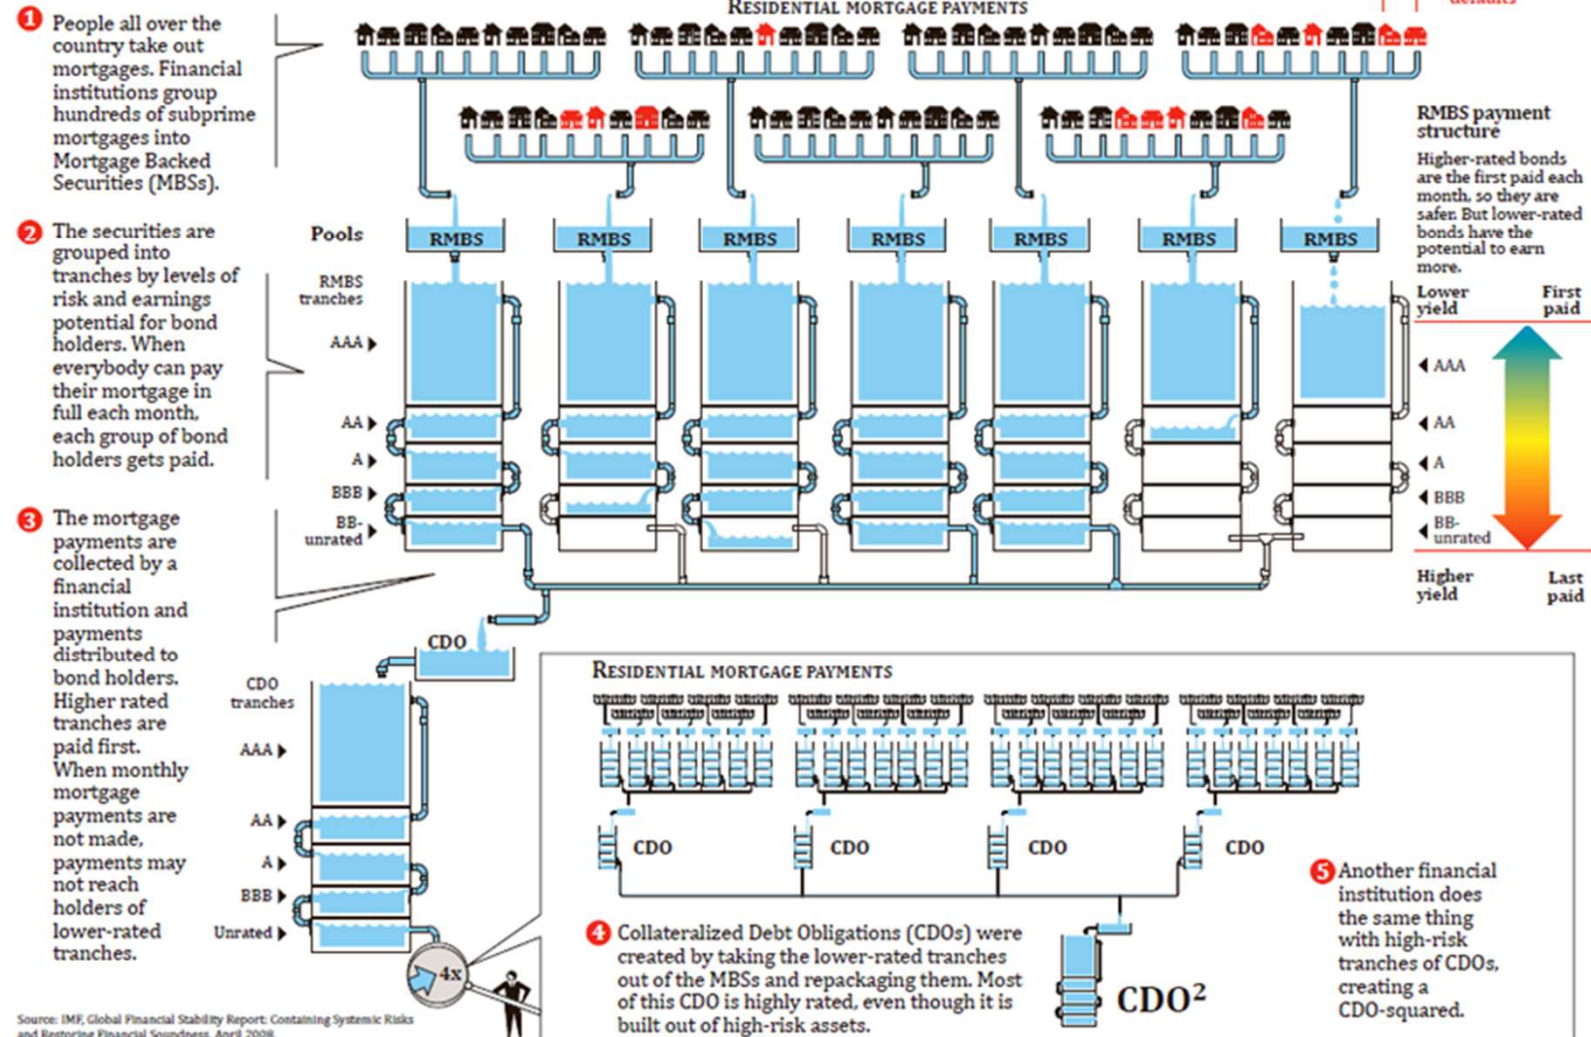 RESIDENTIAL MORTGAGE PAYMENTS
defaults
1
People all over the
country take out
mortgages. Financial
institutions group
hundreds of subprime
mortgages into
Mortgage Backed
Securities (MBSs).
2
The securities are
grouped into
tranches by levels of
risk and earnings
potential for bond
holders. When
everybody can pay
their mortgage in
full each month,
each group of bond
holders gets paid.
3
The mortgage
payments are
collected by a
financial
institution and
payments
distributed to
bond holders.
Higher rated
tranches are
paid first.
When monthly
mortgage
payments are
not made,
payments may
not reach
holders of
lower-rated
tranches.
Pools
RMBS
RMBS
RMBS
RMBS
RMBS
RMBS
RMBS
RMBS
tranches
AAA
AA
A
BBB
BB-
unrated
RMBS payment
structure
Higher-rated bonds
are the first paid each
month, so they are
safer. But lower-rated
bonds have the
potential to earn
more.
Lower
yield
First
paid
AAA
AA
A
BBB
BB-
unrated
Higher
yield
Last
paid
CDO
CDO
tranches
AAA
AA
A
BBB
Unrated
4x
RESIDENTIAL MORTGAGE PAYMENTS
CDO
CDO
CDO
CDO
4
Collateralized Debt Obligations (CDOs) were
created by taking the lower-rated tranches
out of the MBSs and repackaging them. Most
of this CDO is highly rated, even though it is
built out of high-risk assets.
CDO²
5
Another financial
institution does
the same thing
with high-risk
tranches of CDOs,
creating a
CDO-squared.
Source: IMF, Global Financial Stability Report: Containing Systemic Risks
and Restoring Financial Soundness, April 2008.